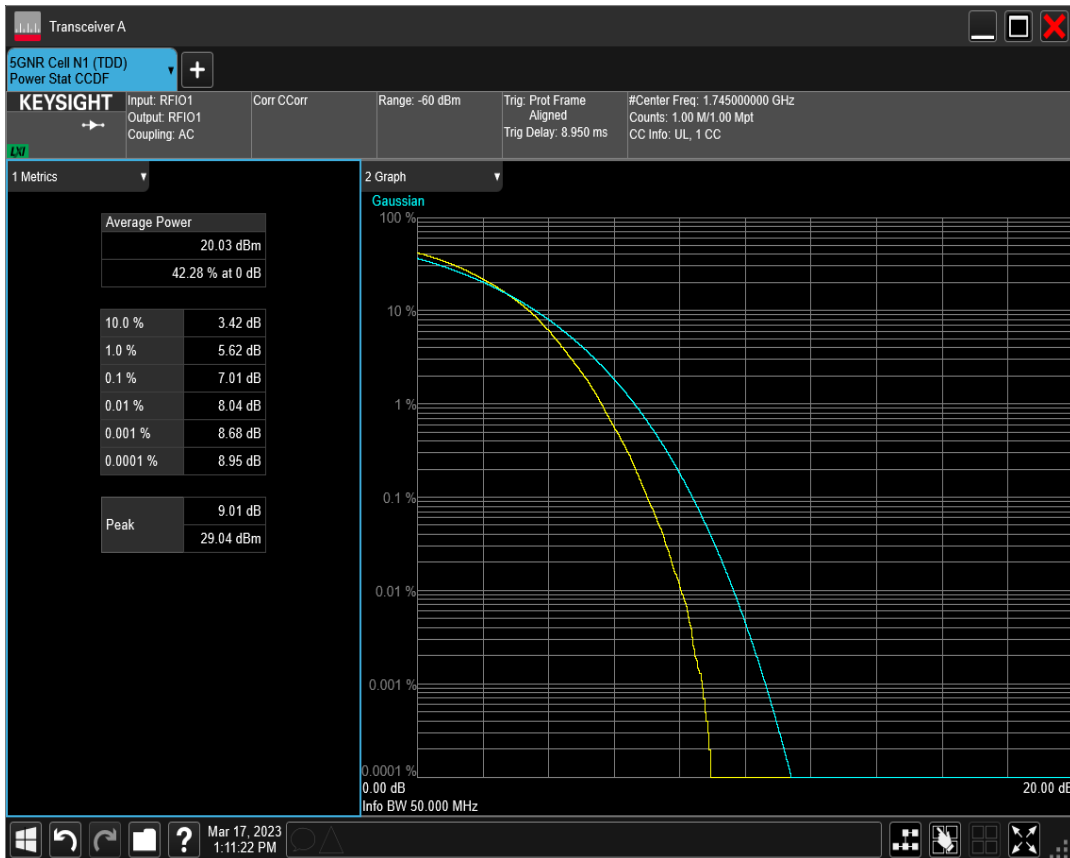 Transceiver A
5GNR Cell N1 (TDD)
Power Stat CCDF
+
KEYSIGHT
LXI
Input: RFIO1
Output: RFIO1
Coupling: AC
Corr CCorr
Range: -60 dBm
Trig: Prot Frame
Aligned
Trig Delay: 8.950 ms
#Center Freq: 1.745000000 GHz
Counts: 1.00 M/1.00 Mpt
CC Info: UL, 1 CC
1 Metrics
Average Power
20.03 dBm
42.28 % at 0 dB
10.0 % 3.42 dB
1.0 % 5.62 dB
0.1 % 7.01 dB
0.01 % 8.04 dB
0.001 % 8.68 dB
0.0001 % 8.95 dB
Peak 9.01 dB
29.04 dBm
2 Graph
Gaussian
100 %
10 %
1 %
0.1 %
0.01 %
0.001 %
0.0001 %
0.00 dB 20.00 dB
Info BW 50.000 MHz
?
Mar 17, 2023
1:11:22 PM